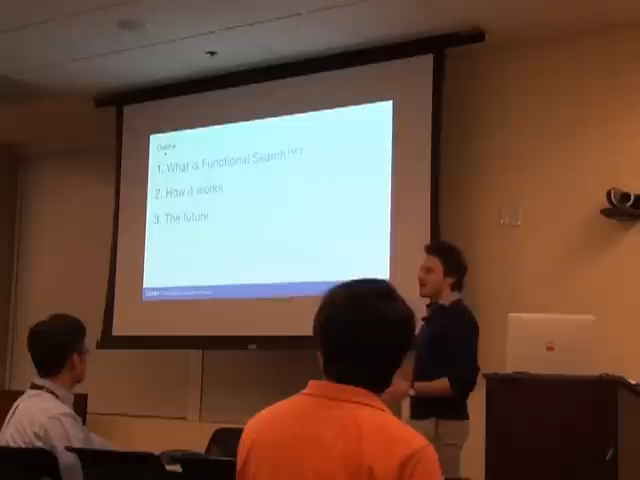 Outline
1. What is Functional Search
2. How it works
3. The future